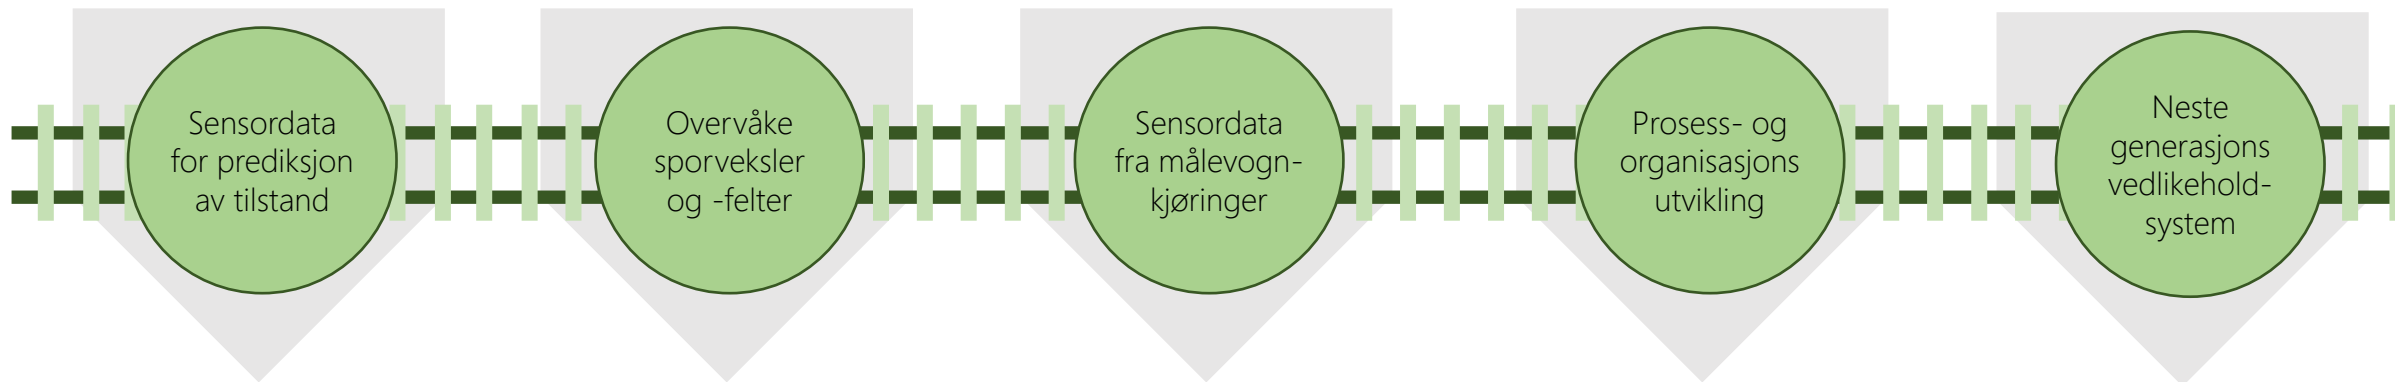 Sensordata
for prediksjon
av tilstand
Overvåke
sporveksler
og -felter
Sensordata
fra målevogn-
kjøringer
Prosess- og
organisasjons
utvikling
Neste
generasjons
vedlikehold-
system